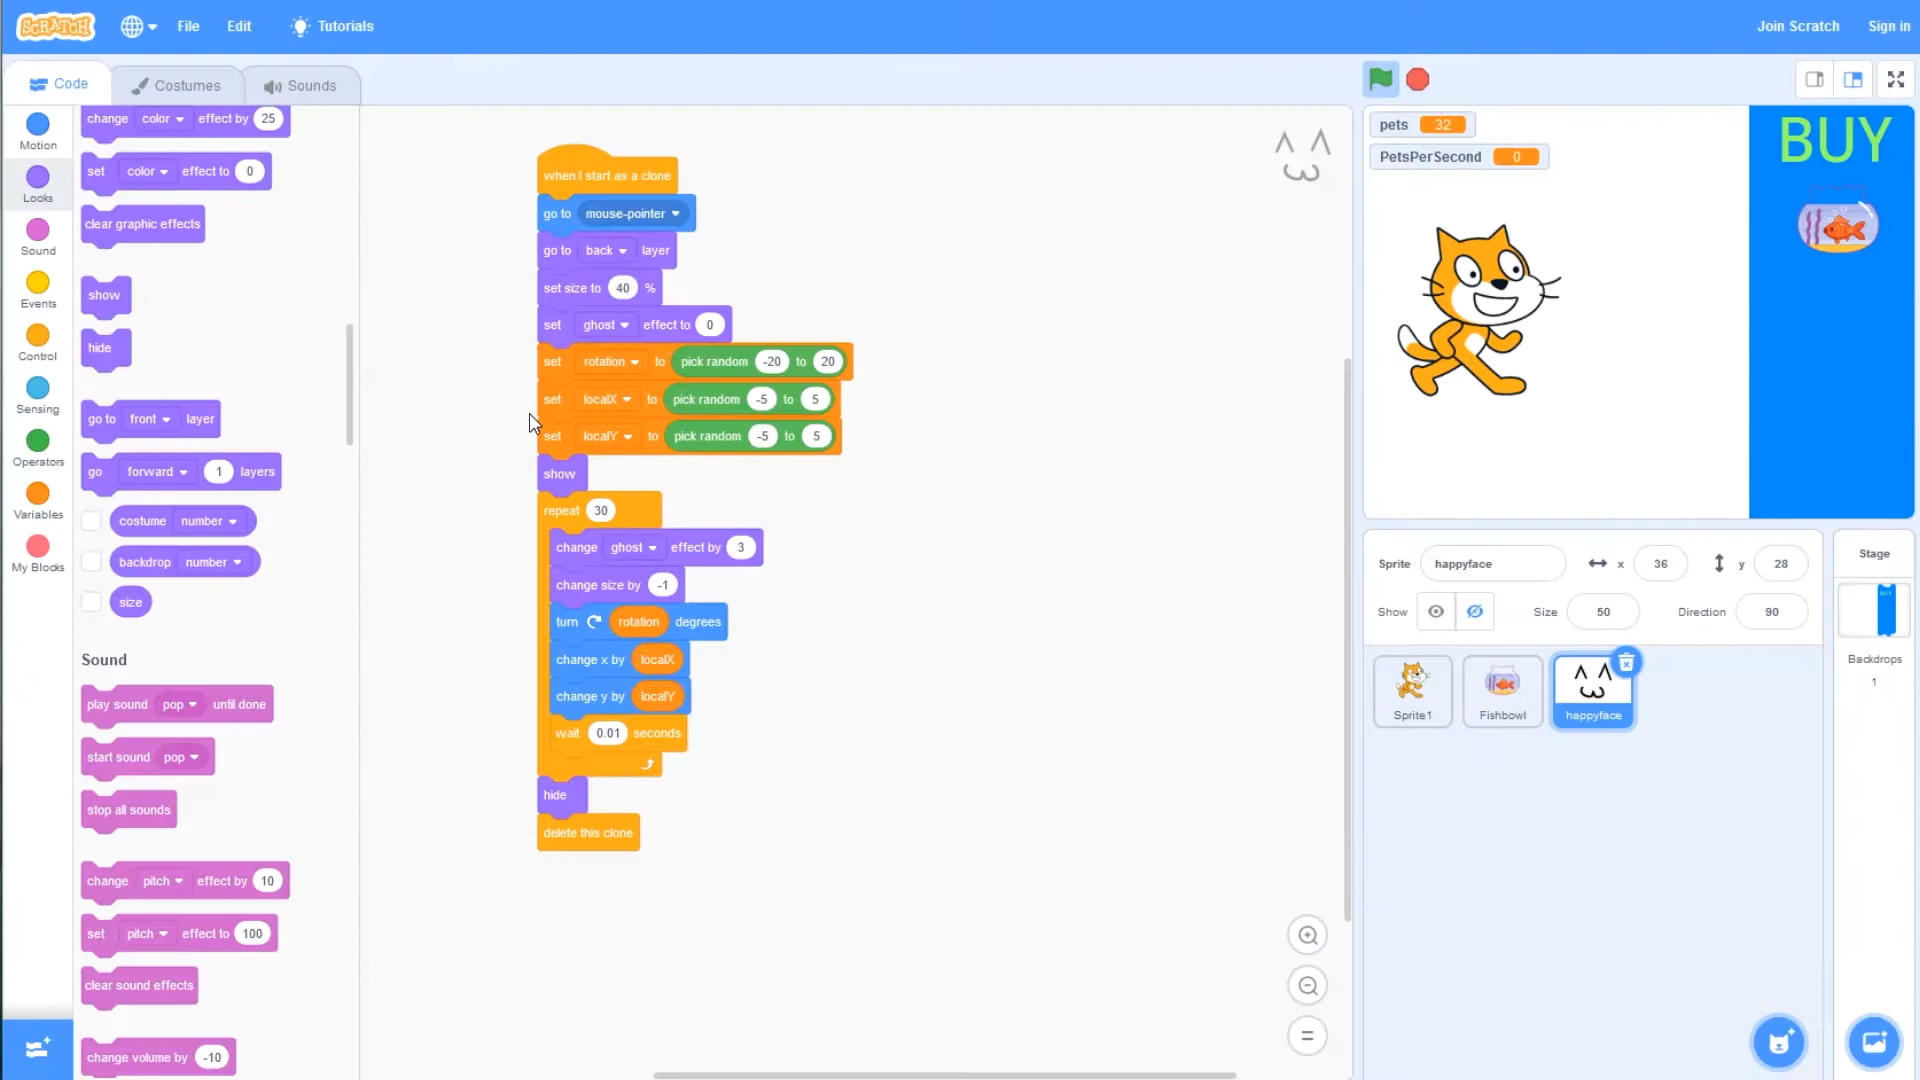 SCRATCH File Edit Tutorials Join Scratch Sign in
Code Costumes Sounds
Motion
Looks
Sound
Events
Control
Sensing
Operators
Variables
My Blocks
change color effect by 25
set color effect to 0
clear graphic effects
show
hide
go to front layer
go forward 1 layers
costume number
backdrop number
size
Sound
play sound pop until done
start sound pop
stop all sounds
change pitch effect by 10
set pitch effect to 100
clear sound effects
change volume by -10
when I start as a clone
go to mouse-pointer
go to back layer
set size to 40 %
set ghost effect to 0
set rotation to pick random -20 to 20
set localX to pick random -5 to 5
set localY to pick random -5 to 5
show
repeat 30
change ghost effect by 3
change size by -1
turn rotation degrees
change x by localX
change y by localY
wait 0.01 seconds
hide
delete this clone
pets 32
PetsPerSecond 0
BUY
Sprite happyface x 36 y 28
Show Size 50 Direction 90
Sprite1
Fishbowl
happyface
Stage
Backdrops
1